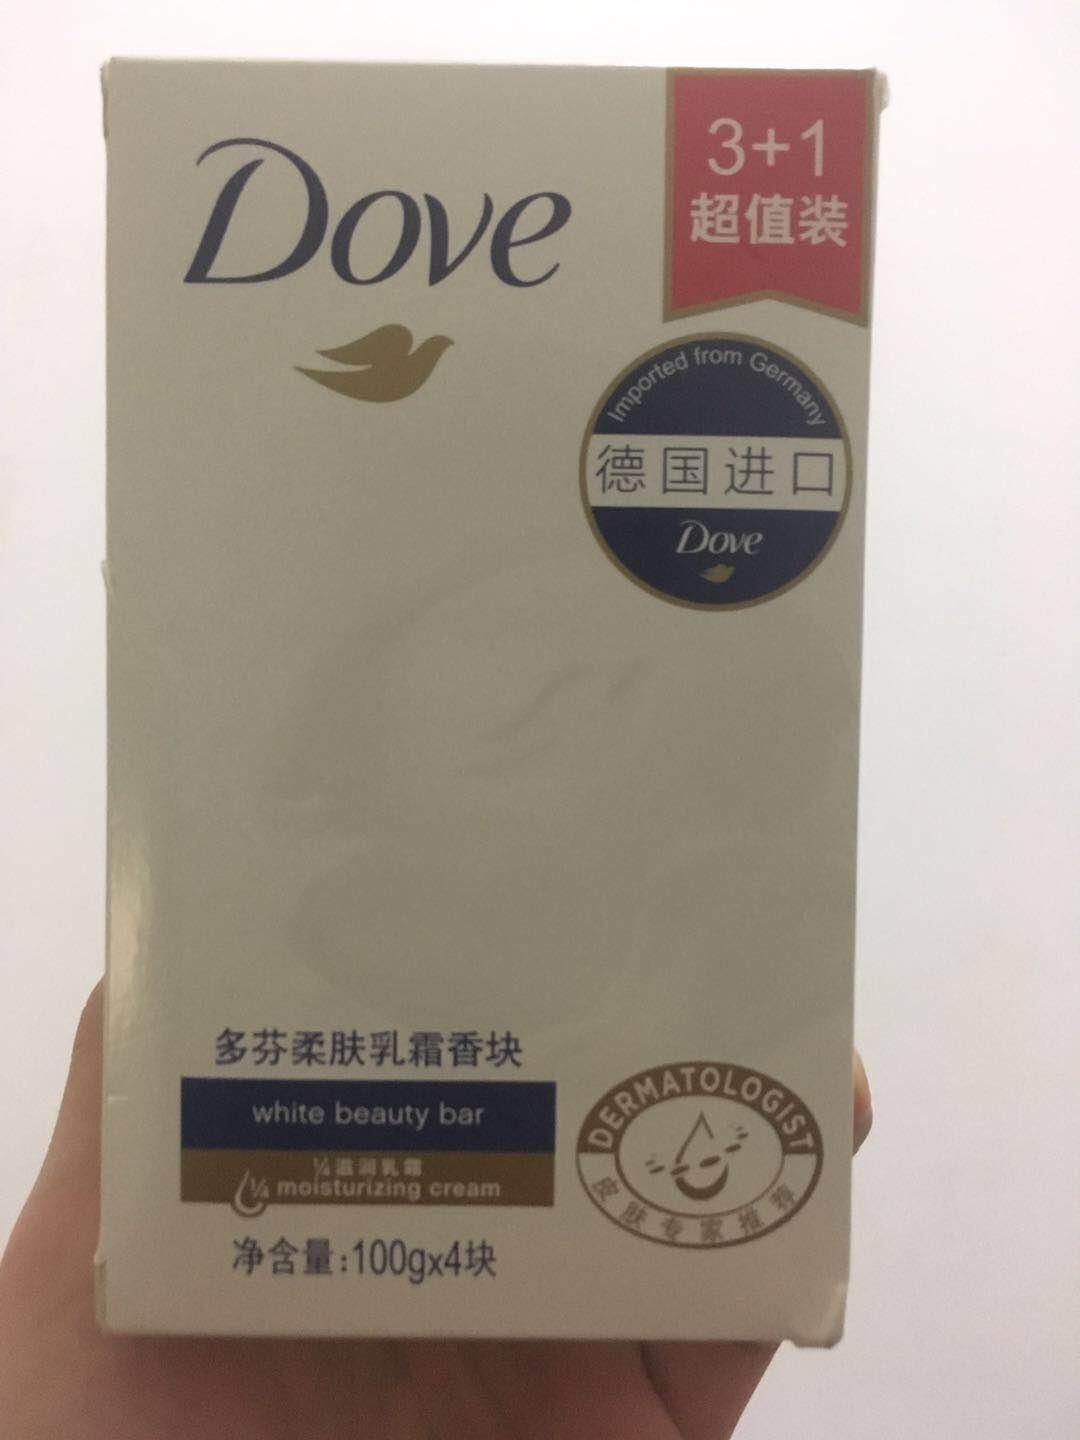 Dove
3+1
超值装
Imported from Germany
德国进口
Dove
多芬柔肤乳霜香块
white beauty bar
¼滋润乳霜
¼ moisturizing cream
净含量:100gx4块
DERMATOLOGIST
皮肤专家推荐